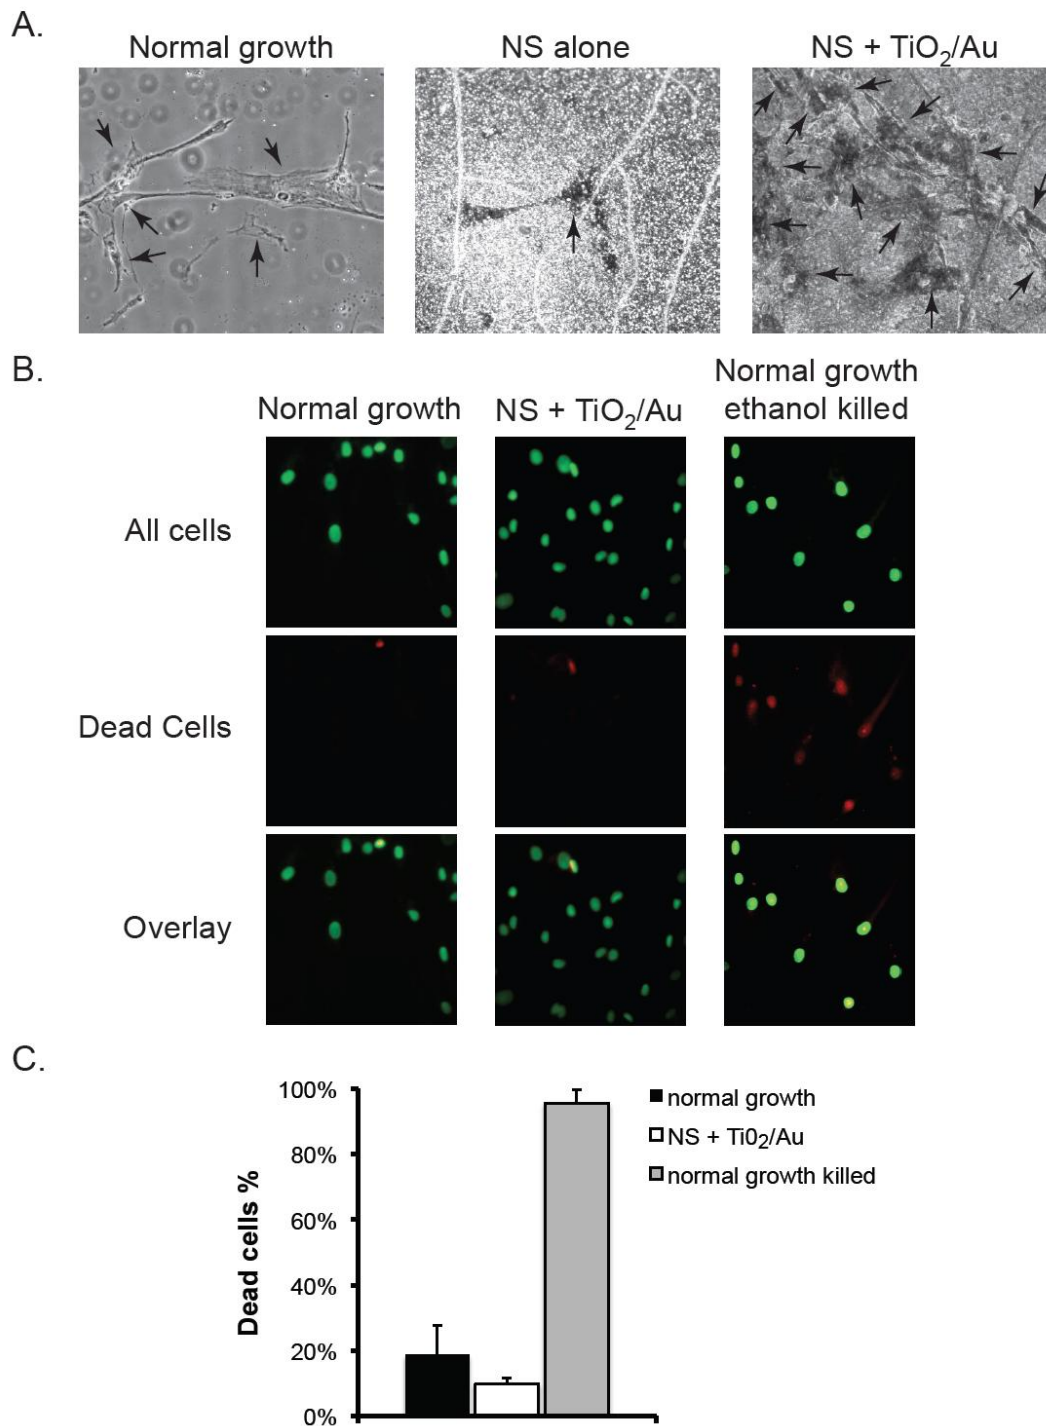 A.
Normal growth
NS alone
NS + TiO₂/Au
B.
Normal growth
NS + TiO₂/Au
Normal growth
ethanol killed
All cells
Dead Cells
Overlay
C.
Dead cells %
100%
80%
60%
40%
20%
0%
normal growth
NS + Ti0₂/Au
normal growth killed